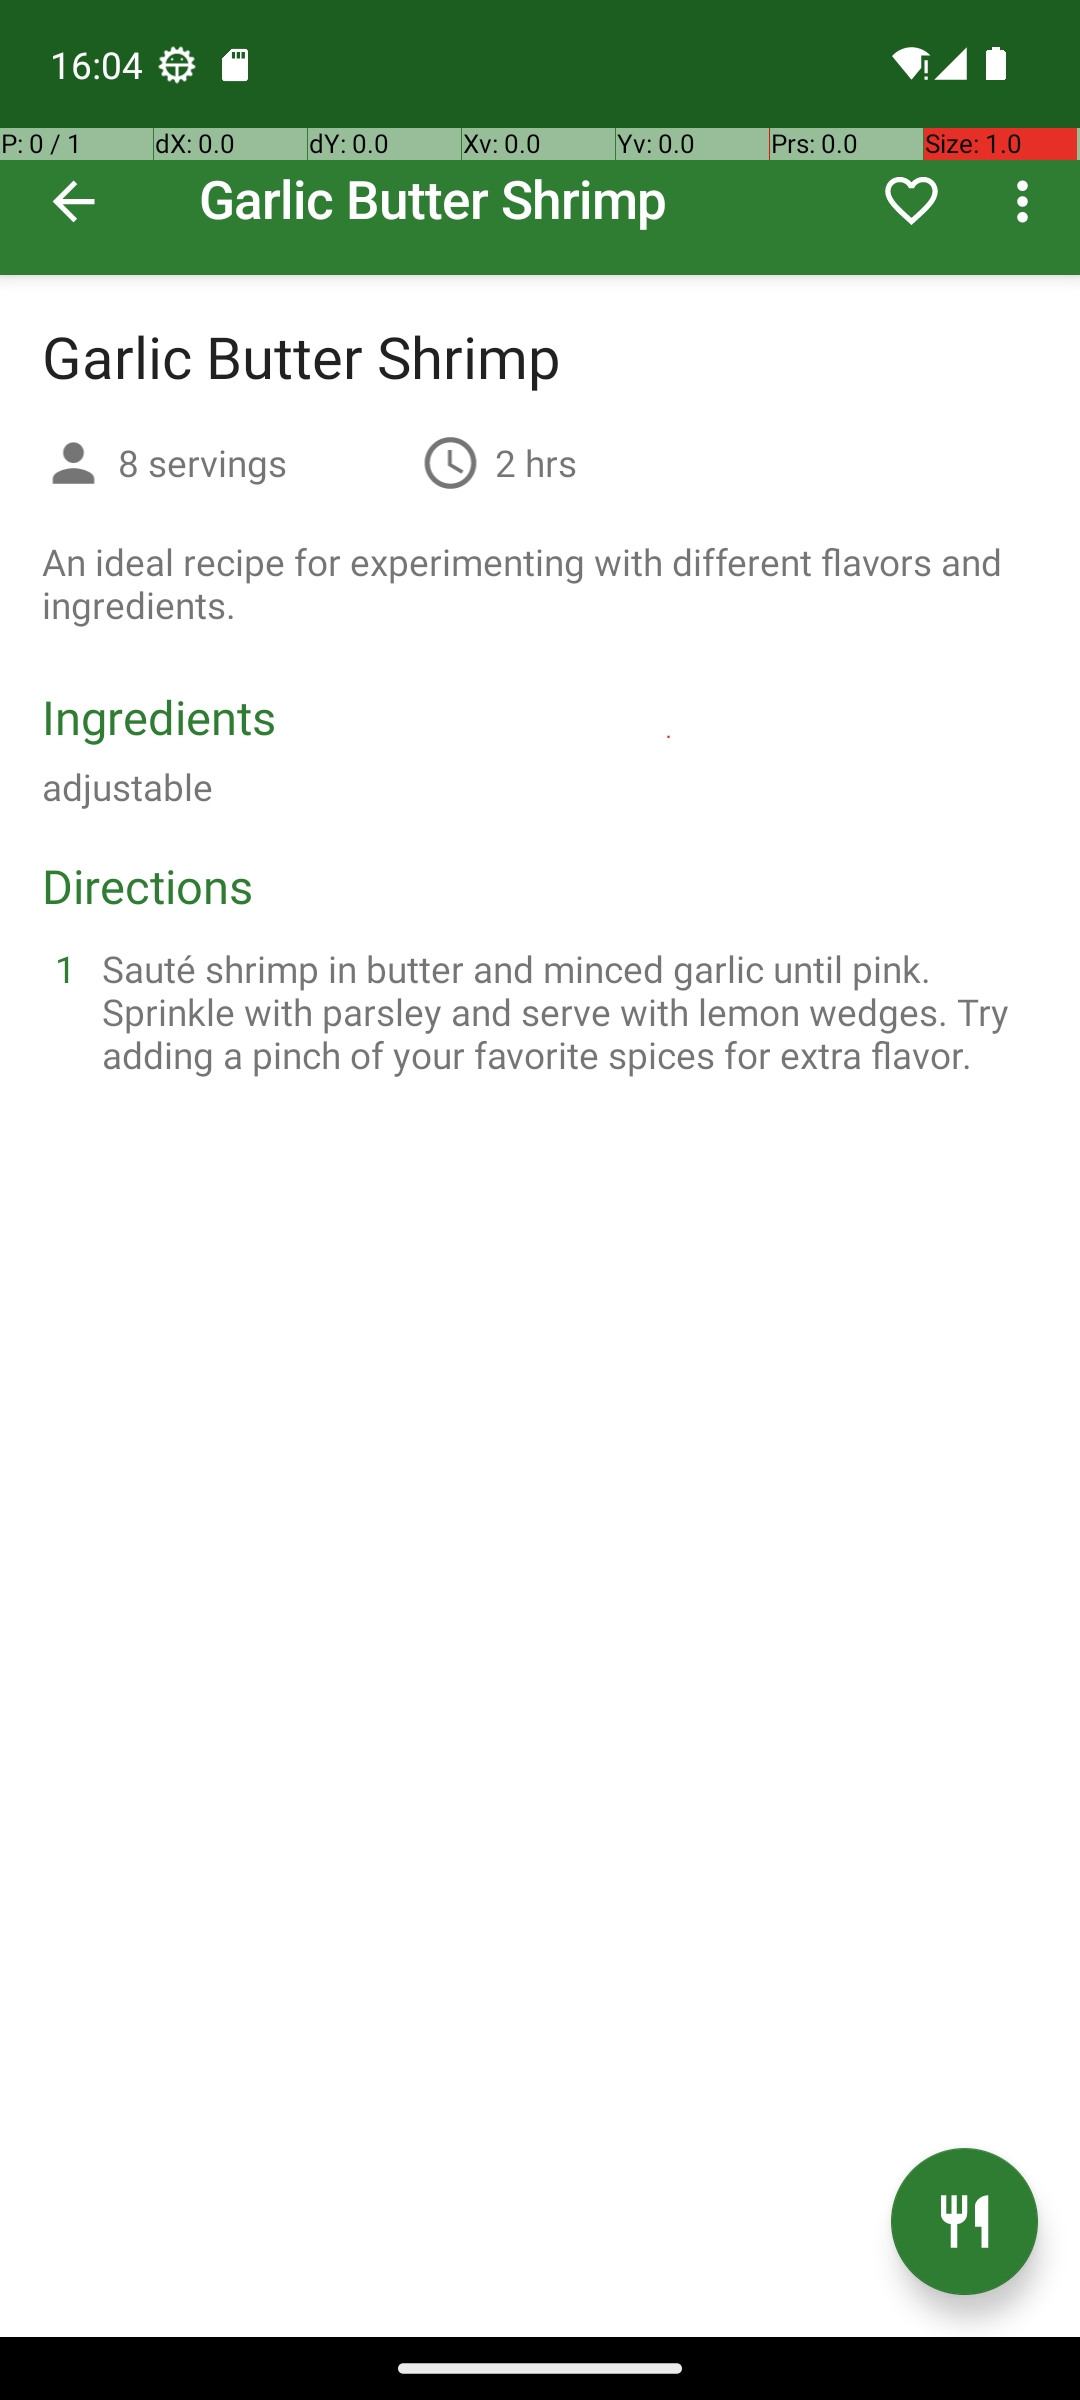 16:04
P: 0 / 1 dX: 0.0 dY: 0.0 Xv: 0.0 Yv: 0.0 Prs: 0.0 Size: 1.0
Garlic Butter Shrimp
Garlic Butter Shrimp
8 servings 2 hrs
An ideal recipe for experimenting with different flavors and
ingredients.
Ingredients
adjustable
Directions
1 Sauté shrimp in butter and minced garlic until pink.
Sprinkle with parsley and serve with lemon wedges. Try
adding a pinch of your favorite spices for extra flavor.